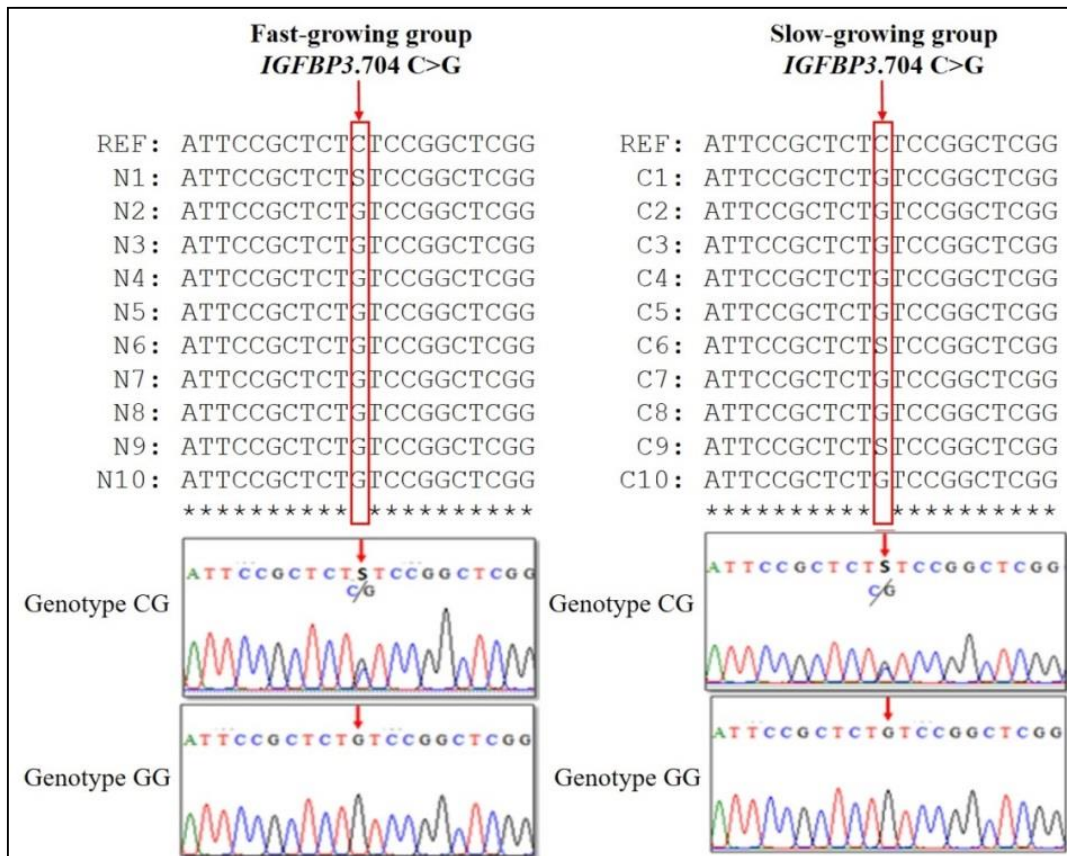 Fast-growing group
IGFBP3.704 C>G
REF: ATTCCGCTCTCTCCGGCTCGG
N1: ATTCCGCTCTSTCCGGCTCGG
N2: ATTCCGCTCTGTCCGGCTCGG
N3: ATTCCGCTCTGTCCGGCTCGG
N4: ATTCCGCTCTGTCCGGCTCGG
N5: ATTCCGCTCTGTCCGGCTCGG
N6: ATTCCGCTCTGTCCGGCTCGG
N7: ATTCCGCTCTGTCCGGCTCGG
N8: ATTCCGCTCTGTCCGGCTCGG
N9: ATTCCGCTCTGTCCGGCTCGG
N10: ATTCCGCTCTGTCCGGCTCGG
********** **********
Genotype CG
ATTCCGCTCTSTCCGGCTCGG
C/G
Genotype GG
ATTCCGCTCTGTCCGGCTCGG
Slow-growing group
IGFBP3.704 C>G
REF: ATTCCGCTCTCTCCGGCTCGG
C1: ATTCCGCTCTGTCCGGCTCGG
C2: ATTCCGCTCTGTCCGGCTCGG
C3: ATTCCGCTCTGTCCGGCTCGG
C4: ATTCCGCTCTGTCCGGCTCGG
C5: ATTCCGCTCTGTCCGGCTCGG
C6: ATTCCGCTCTSTCCGGCTCGG
C7: ATTCCGCTCTGTCCGGCTCGG
C8: ATTCCGCTCTGTCCGGCTCGG
C9: ATTCCGCTCTSTCCGGCTCGG
C10: ATTCCGCTCTGTCCGGCTCGG
********** **********
Genotype CG
ATTCCGCTCTSTCCGGCTCGG
C/G
Genotype GG
ATTCCGCTCTGTCCGGCTCGG